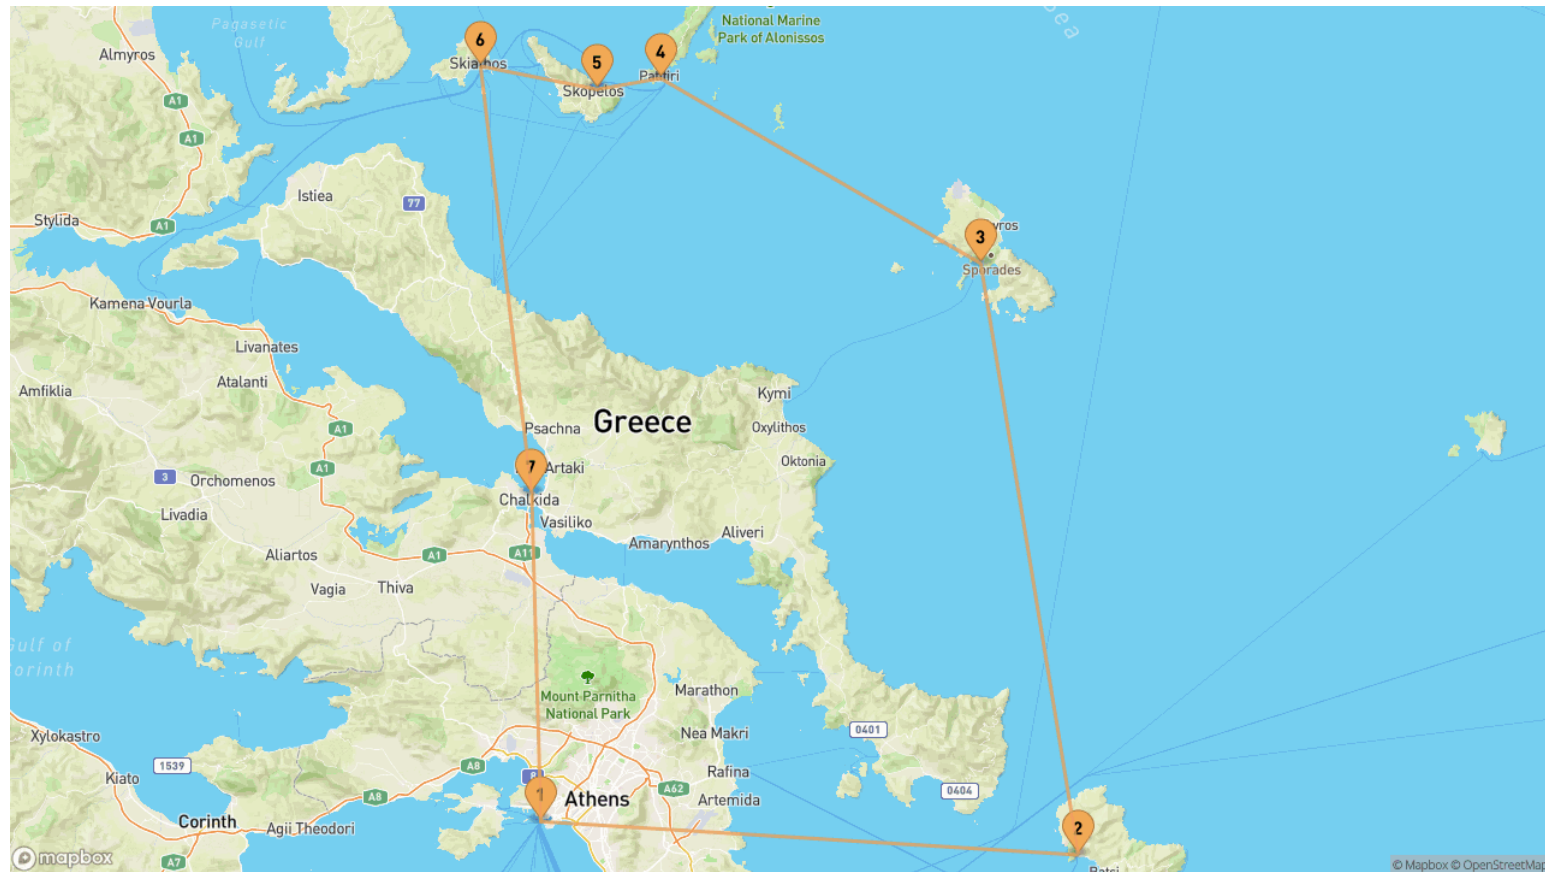 Pagasetic
Gulf
Almyros
6
Skiathos
5
Skopelos
4
Patitiri
National Marine
Park of Alonissos
Sea
A1
A1
Istiea
77
Stylida
A1
3
Sporades
Kamena Vourla
Livanates
Atalanti
Amfiklia
Kymi
Greece
Psachna
Oxylithos
A1
7
Artaki
Oktonia
A1
3
Orchomenos
Chalkida
Livadia
Vasiliko
Aliveri
Amarynthos
A1
A11
Aliartos
Vagia
Thiva
Gulf of
Corinth
Mount Parnitha
National Park
Marathon
Xylokastro
Nea Makri
0401
1539
A8
8
Rafina
Kiato
A62
0404
A8
1
Athens
Artemida
Corinth
Agii Theodori
2
A7
mapbox
© Mapbox © OpenStreetMap